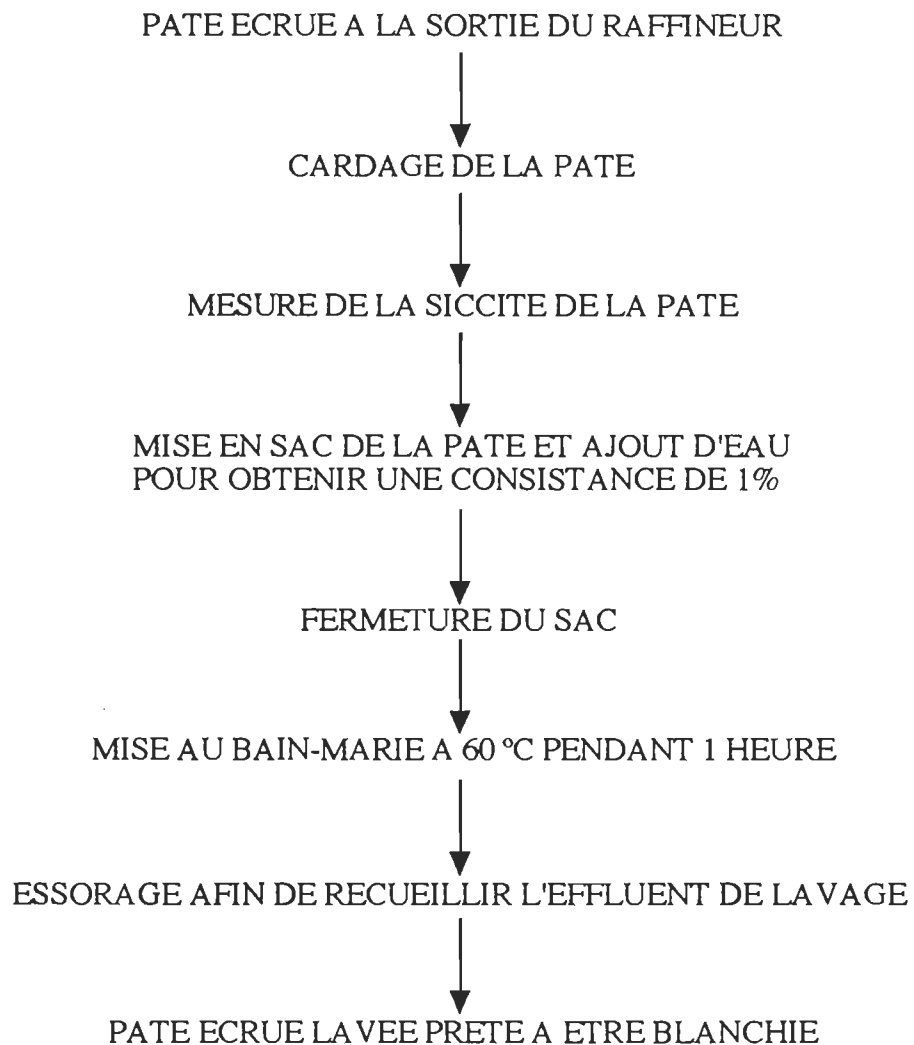 PATE ECRUE A LA SORTIE DU RAFFINEUR
CARDAGE DE LA PATE
MESURE DE LA SICCITE DE LA PATE
MISE EN SAC DE LA PATE ET AJOUT D'EAU
POUR OBTENIR UNE CONSISTANCE DE 1%
FERMETURE DU SAC
MISE AU BAIN-MARIE A 60 °C PENDANT 1 HEURE
ESSORAGE AFIN DE RECUEILLIR L'EFFLUENT DE LAVAGE
PATE ECRUE LAVEE PRETE A ETRE BLANCHIE